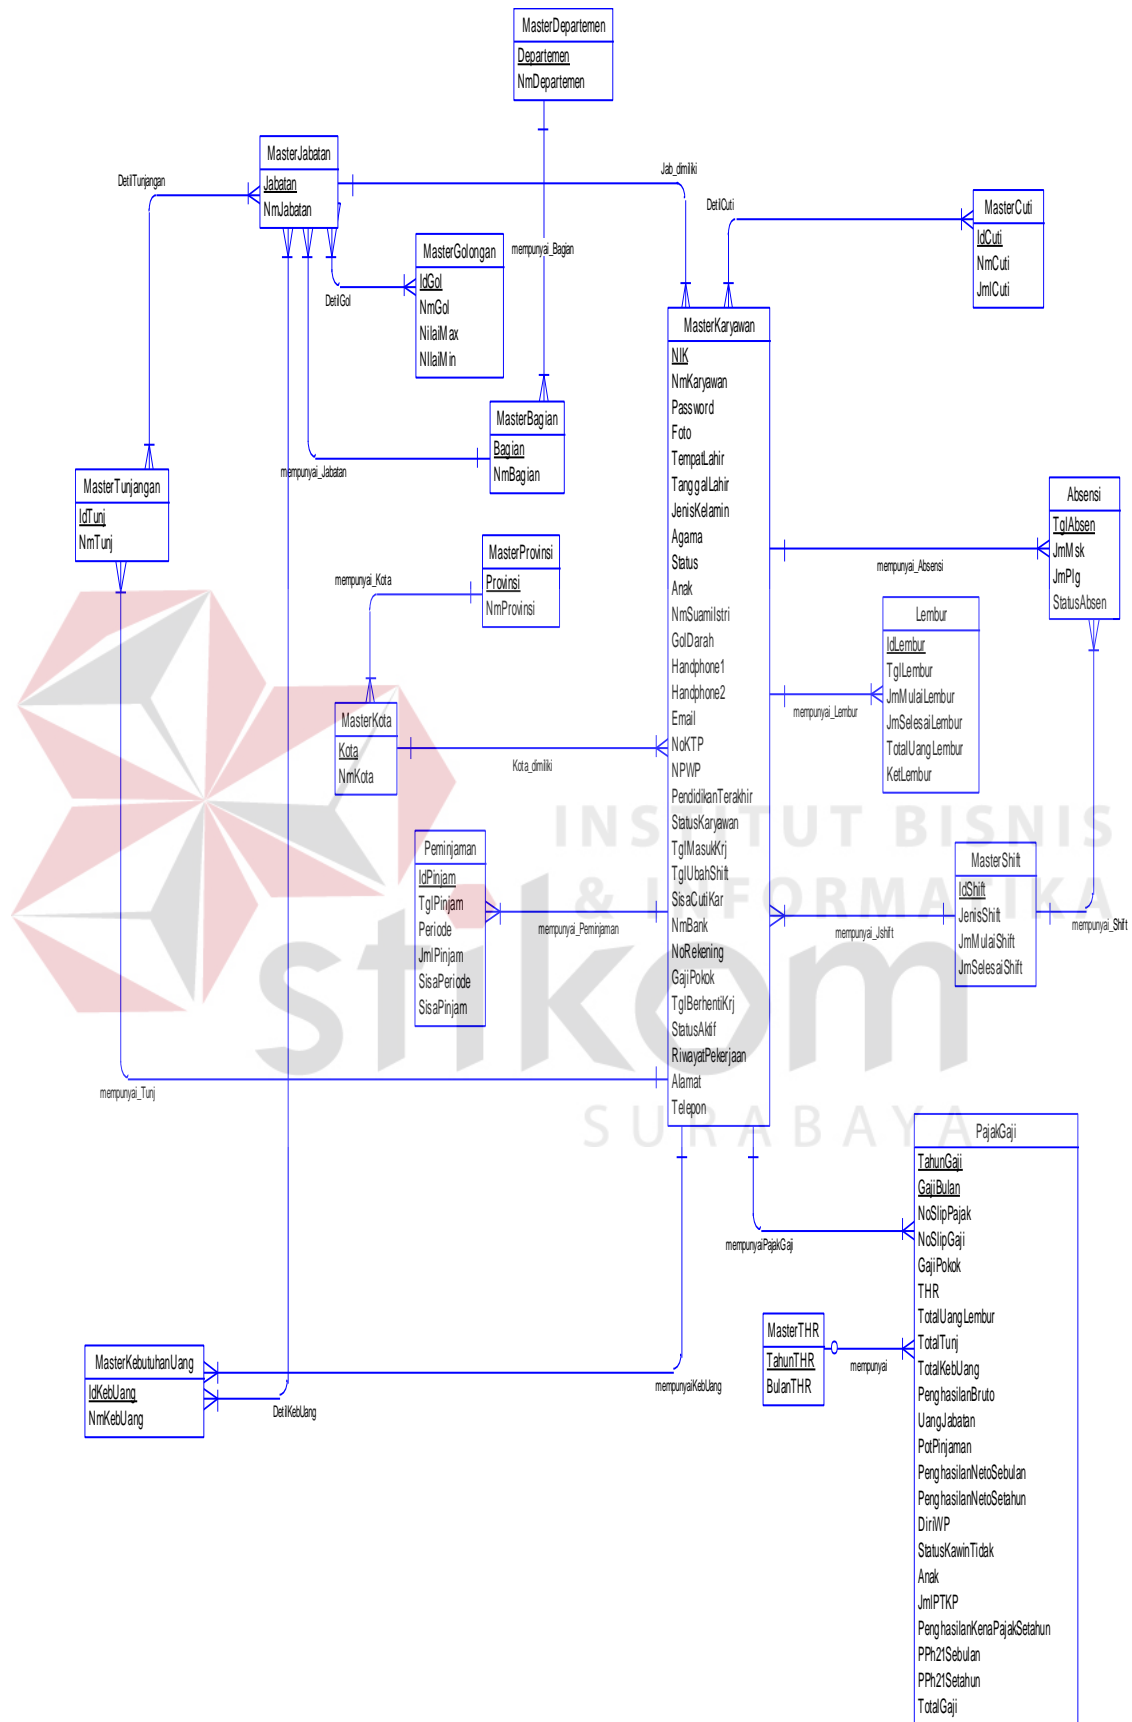 MasterDepartemen
Departemen
NmDepartemen
MasterJabatan
Jabatan
NmJabatan
DetilTunjangan
Jab_dimiliki
DetilCuti
MasterCuti
IdCuti
NmCuti
JmlCuti
mempunyai_Bagian
MasterGolongan
IdGol
NmGol
NilaiMax
NIlaiMin
DetilGol
MasterKaryawan
NIK
NmKaryawan
Password
Foto
TempatLahir
TanggalLahir
JenisKelamin
Agama
Status
Anak
NmSuamiIstri
GolDarah
Handphone1
Handphone2
Email
NoKTP
NPWP
PendidikanTerakhir
StatusKaryawan
TglMasukKrj
TglUbahShift
SisaCutiKar
NmBank
NoRekening
GajiPokok
TglBerhentiKrj
StatusAktif
RiwayatPekerjaan
Alamat
Telepon
MasterBagian
Bagian
NmBagian
mempunyai_Jabatan
MasterTunjangan
IdTunj
NmTunj
Absensi
TglAbsen
JmMsk
JmPlg
StatusAbsen
mempunyai_Absensi
MasterProvinsi
Provinsi
NmProvinsi
mempunyai_Kota
Lembur
IdLembur
TglLembur
JmMulaiLembur
JmSelesaiLembur
TotalUangLembur
KetLembur
mempunyai_Lembur
MasterKota
Kota
NmKota
Kota_dimiliki
INSTITUT BISNIS
& INFORMATIKA
stikom
SURABAYA
Peminjaman
IdPinjam
TglPinjam
Periode
JmlPinjam
SisaPeriode
SisaPinjam
mempunyai_Peminjaman
MasterShift
IdShift
JenisShift
JmMulaiShift
JmSelesaiShift
mempunyai_Jshift
mempunyai_Shift
mempunyai_Tunj
PajakGaji
TahunGaji
GajiBulan
NoSlipPajak
NoSlipGaji
GajiPokok
THR
TotalUangLembur
TotalTunj
TotalKebUang
PenghasilanBruto
UangJabatan
PotPinjaman
PenghasilanNetoSebulan
PenghasilanNetoSetahun
DiriWP
StatusKawinTidak
Anak
JmlPTKP
PenghasilanKenaPajakSetahun
PPh21Sebulan
PPh21Setahun
TotalGaji
mempunyaiPajakGaji
MasterTHR
TahunTHR
BulanTHR
mempunyai
MasterKebutuhanUang
IdKebUang
NmKebUang
mempunyaiKebUang
DetilKebUang